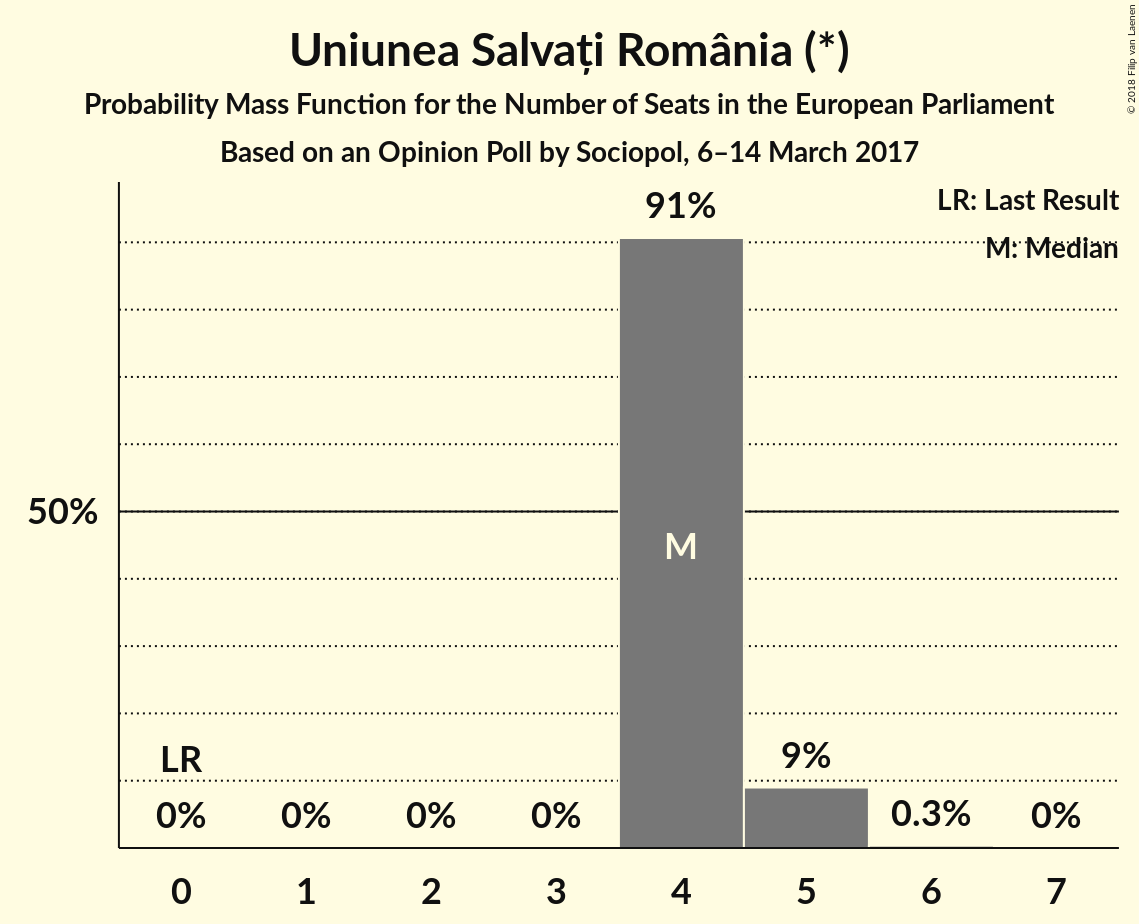 Uniunea Salvați România (*)
Probability Mass Function for the Number of Seats in the European Parliament
Based on an Opinion Poll by Sociopol, 6–14 March 2017
© 2018 Filip van Laenen
LR: Last Result
M: Median
91%
50%
M
LR
9%
0% 0% 0% 0% 0.3% 0%
0 1 2 3 4 5 6 7